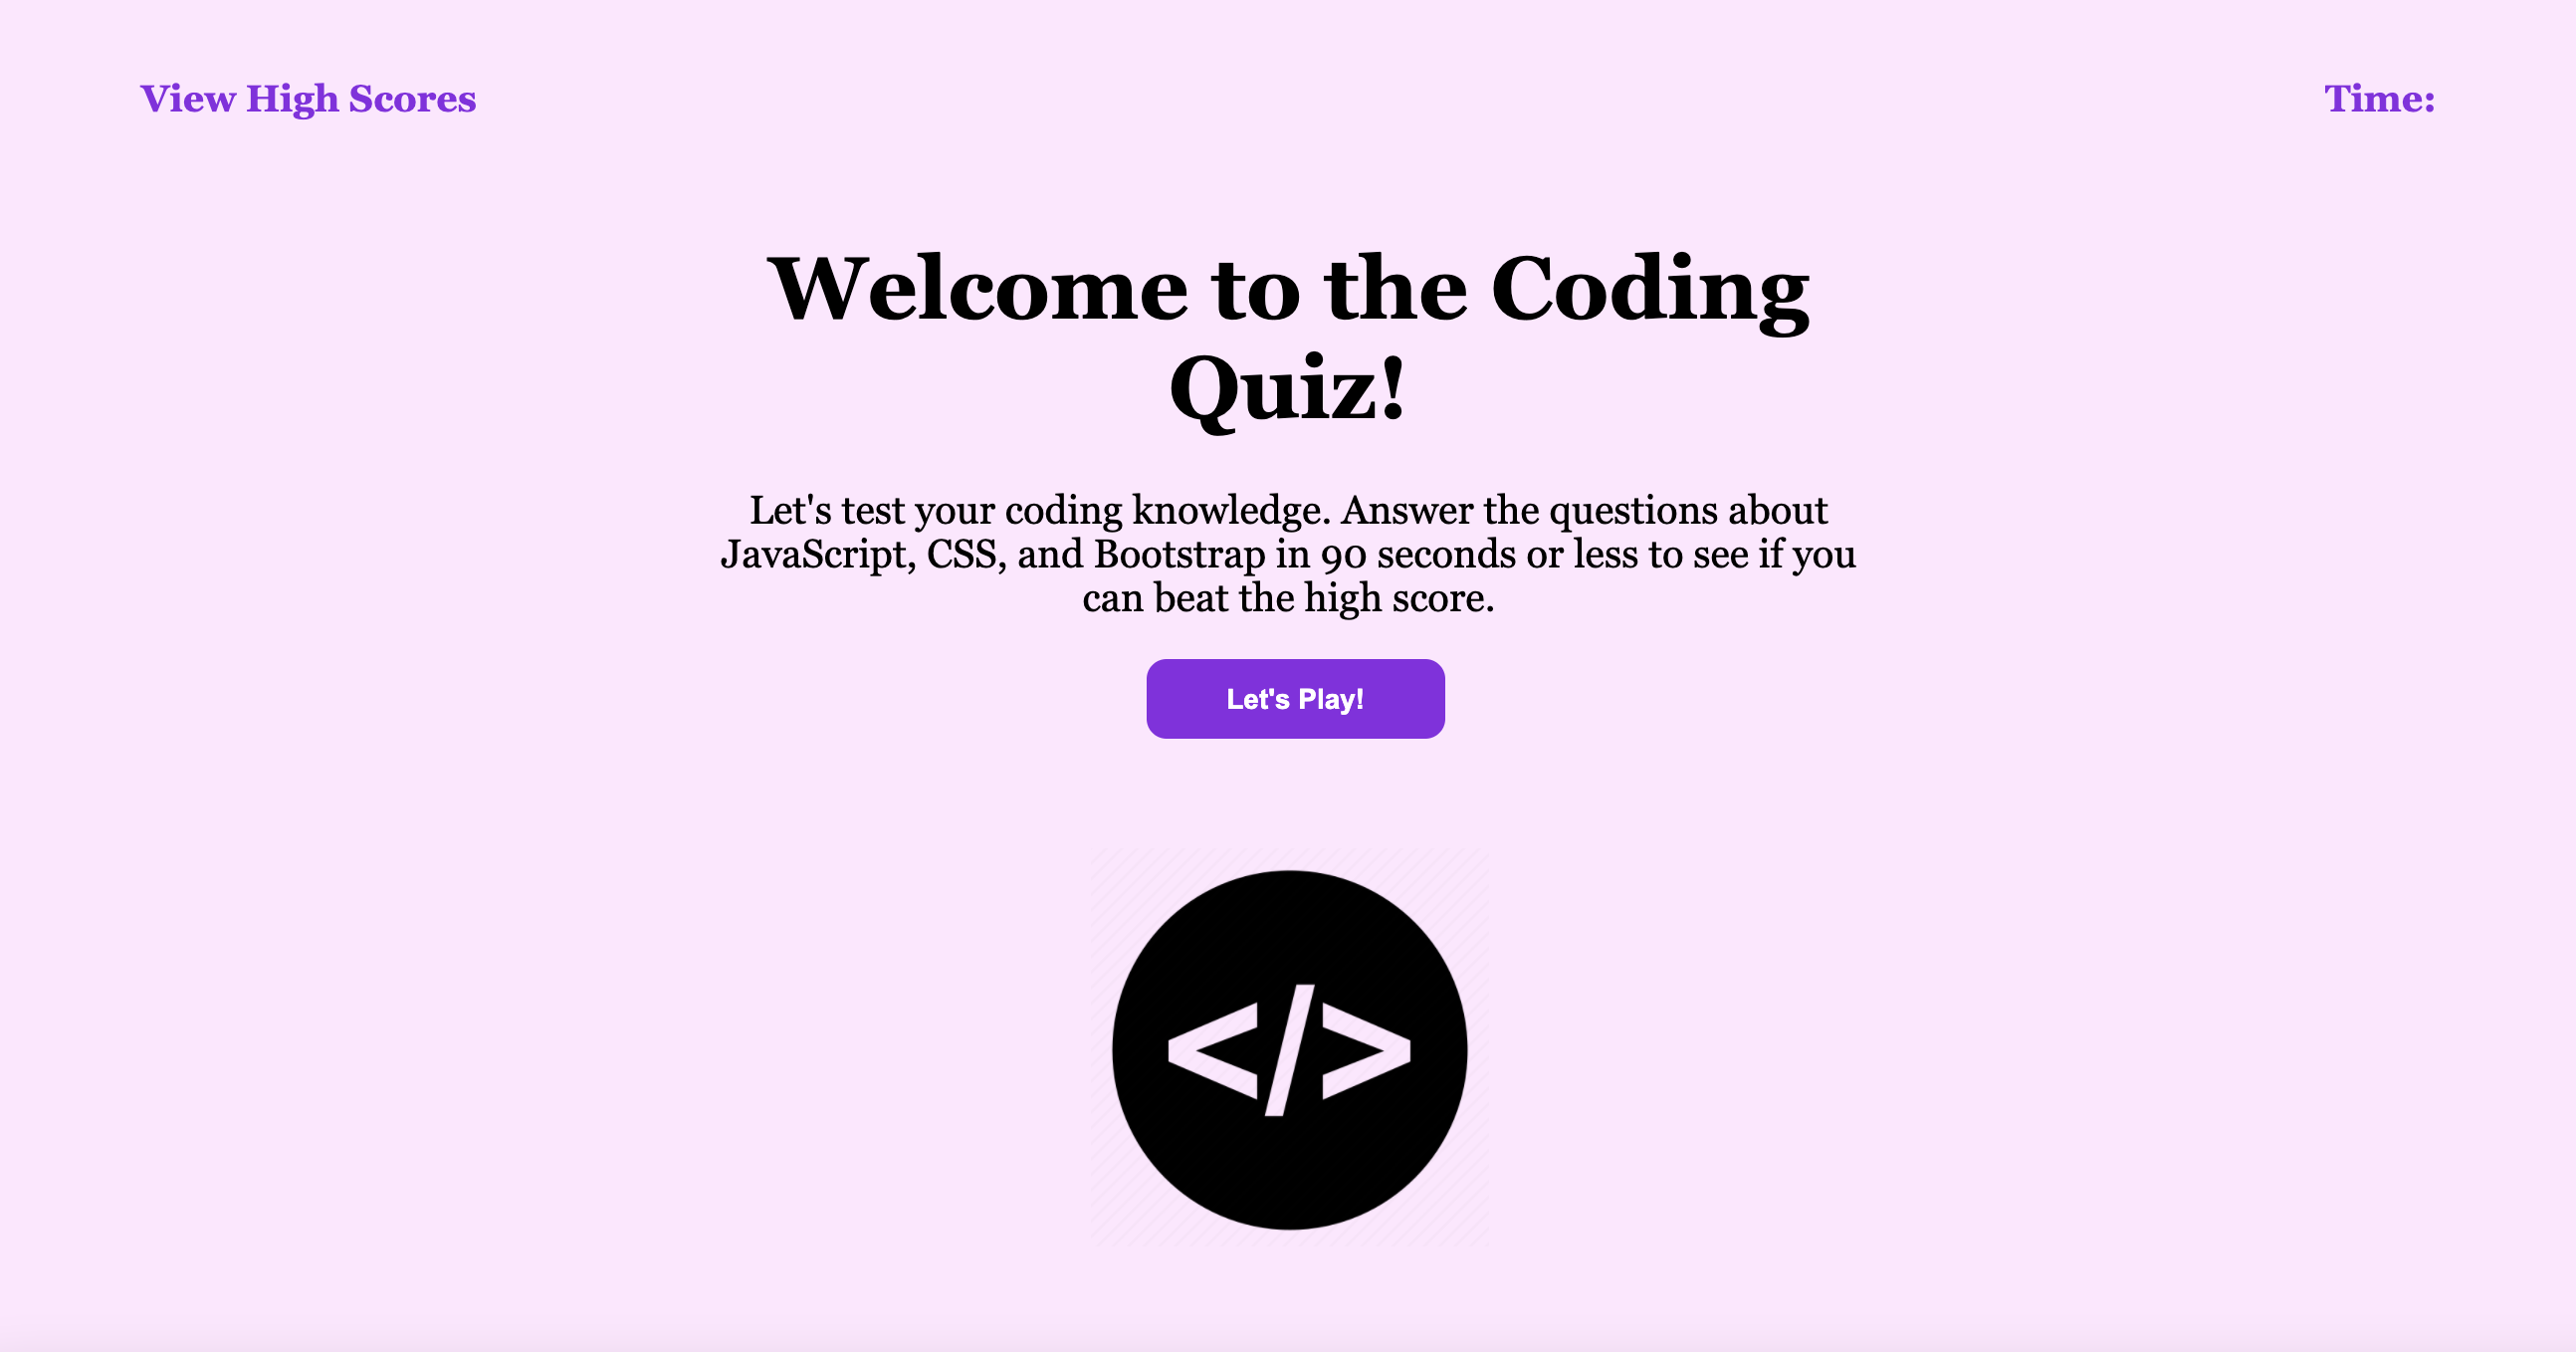 View High Scores
Time:
Welcome to the Coding
Quiz!
Let's test your coding knowledge. Answer the questions about
JavaScript, CSS, and Bootstrap in 90 seconds or less to see if you
can beat the high score.
Let's Play!
</>